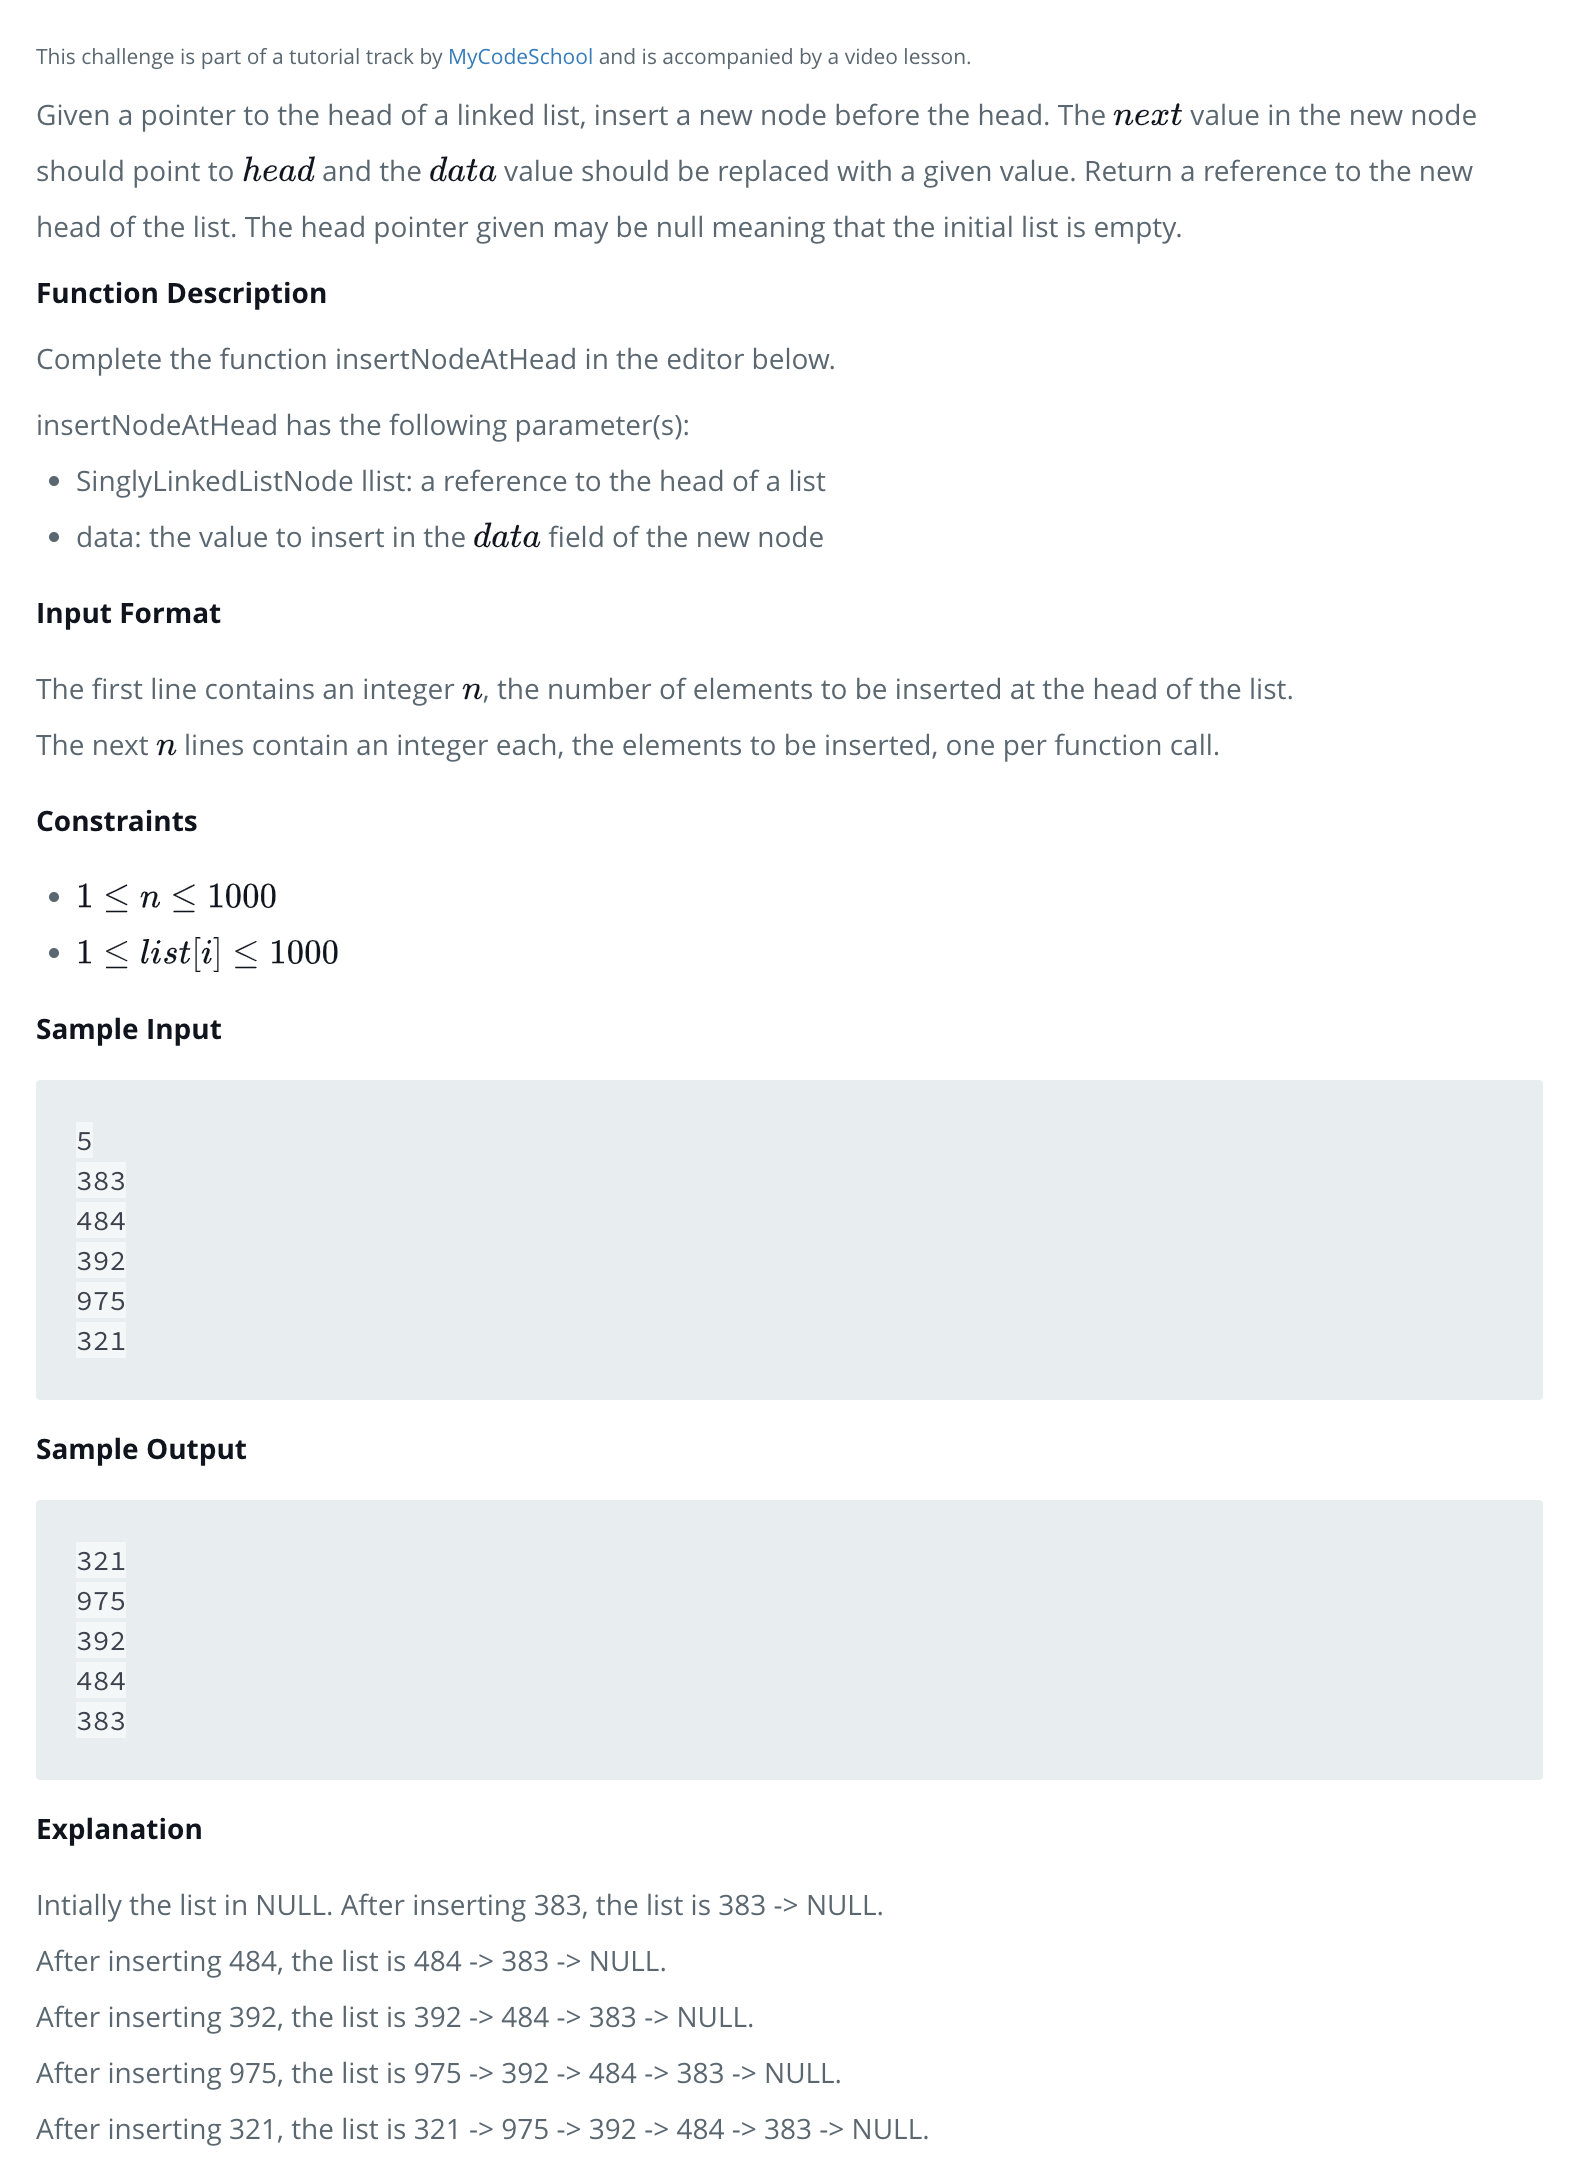 This challenge is part of a tutorial track by MyCodeSchool and is accompanied by a video lesson.
Given a pointer to the head of a linked list, insert a new node before the head. The next value in the new node
should point to head and the data value should be replaced with a given value. Return a reference to the new
head of the list. The head pointer given may be null meaning that the initial list is empty.
Function Description
Complete the function insertNodeAtHead in the editor below.
insertNodeAtHead has the following parameter(s):
• SinglyLinkedListNode llist: a reference to the head of a list
• data: the value to insert in the data field of the new node
Input Format
The first line contains an integer n, the number of elements to be inserted at the head of the list.
The next n lines contain an integer each, the elements to be inserted, one per function call.
Constraints
• 1 ≤ n ≤ 1000
• 1 ≤ list[i] ≤ 1000
Sample Input
5
383
484
392
975
321
Sample Output
321
975
392
484
383
Explanation
Intially the list in NULL. After inserting 383, the list is 383 -> NULL.
After inserting 484, the list is 484 -> 383 -> NULL.
After inserting 392, the list is 392 -> 484 -> 383 -> NULL.
After inserting 975, the list is 975 -> 392 -> 484 -> 383 -> NULL.
After inserting 321, the list is 321 -> 975 -> 392 -> 484 -> 383 -> NULL.